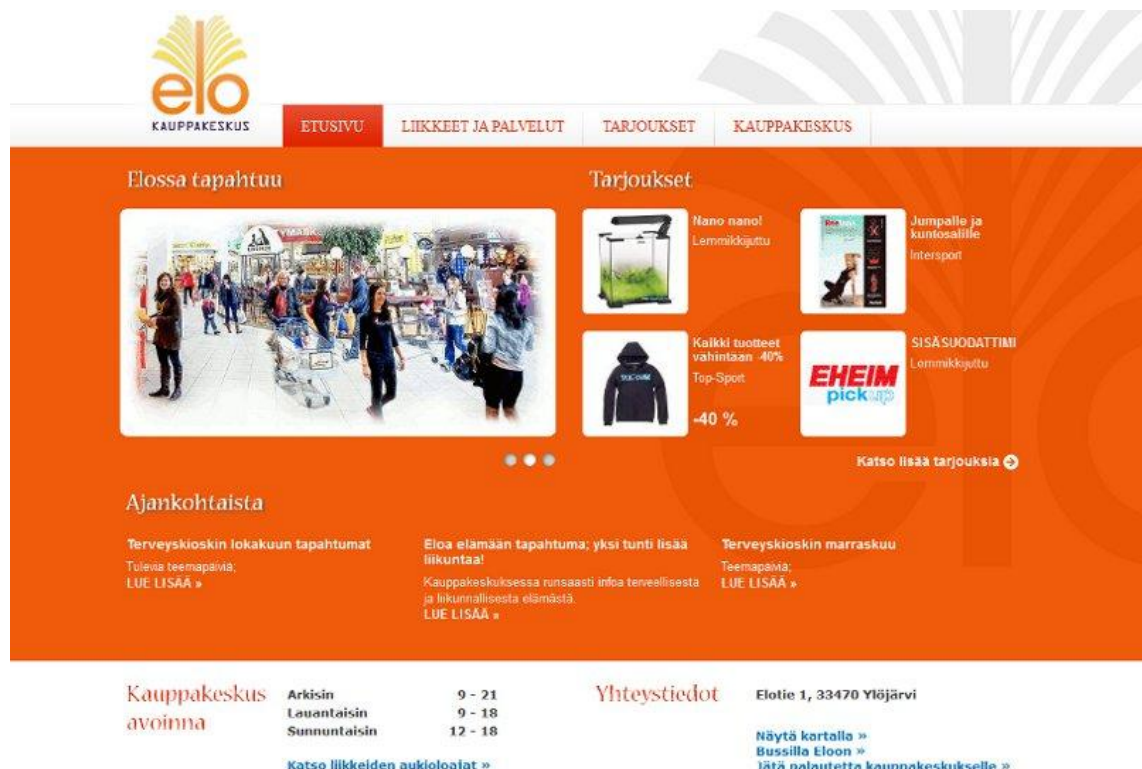 elo
KAUPPAKESKUS
ETUSIVU
LIIKKEET JA PALVELUT
TARJOUKSET
KAUPPAKESKUS
Elossa tapahtuu
Tarjoukset
Nano nano!
Lemmikkijuttu
Jumpalle ja
kuntosalille
Intersport
Kaikki tuotteet
vähintään -40%
Top-Sport
-40 %
SISÄSUODATTIMI
Lemmikkijuttu
EHEIM
pickup
Katso lisää tarjouksia
Ajankohtaista
Terveyskioskin lokakuun tapahtumat
Tulevia teemapäiviä;
LUE LISÄÄ »
Eloa elämään tapahtuma; yksi tunti lisää
liikuntaa!
Kauppakeskuksessa runsaasti infoa terveellisestä
ja liikunnallisesta elämästä.
LUE LISÄÄ »
Terveyskioskin marraskuu
Teemapäiviä;
LUE LISÄÄ »
Kauppakeskus
avoinna
Arkisin 9 - 21
Lauantaisin 9 - 18
Sunnuntaisin 12 - 18
Katso liikkeiden aukioloajat »
Yhteystiedot
Elotie 1, 33470 Ylöjärvi
Näytä kartalla »
Bussilla Eloon »
Jätä palautetta kauppakeskukselle »